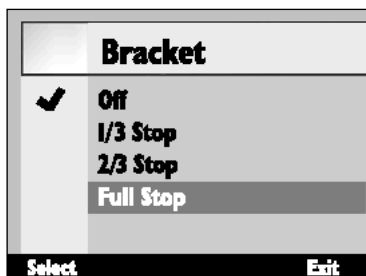 Bracket
Off
1/3 Stop
2/3 Stop
Full Stop
Select Exit